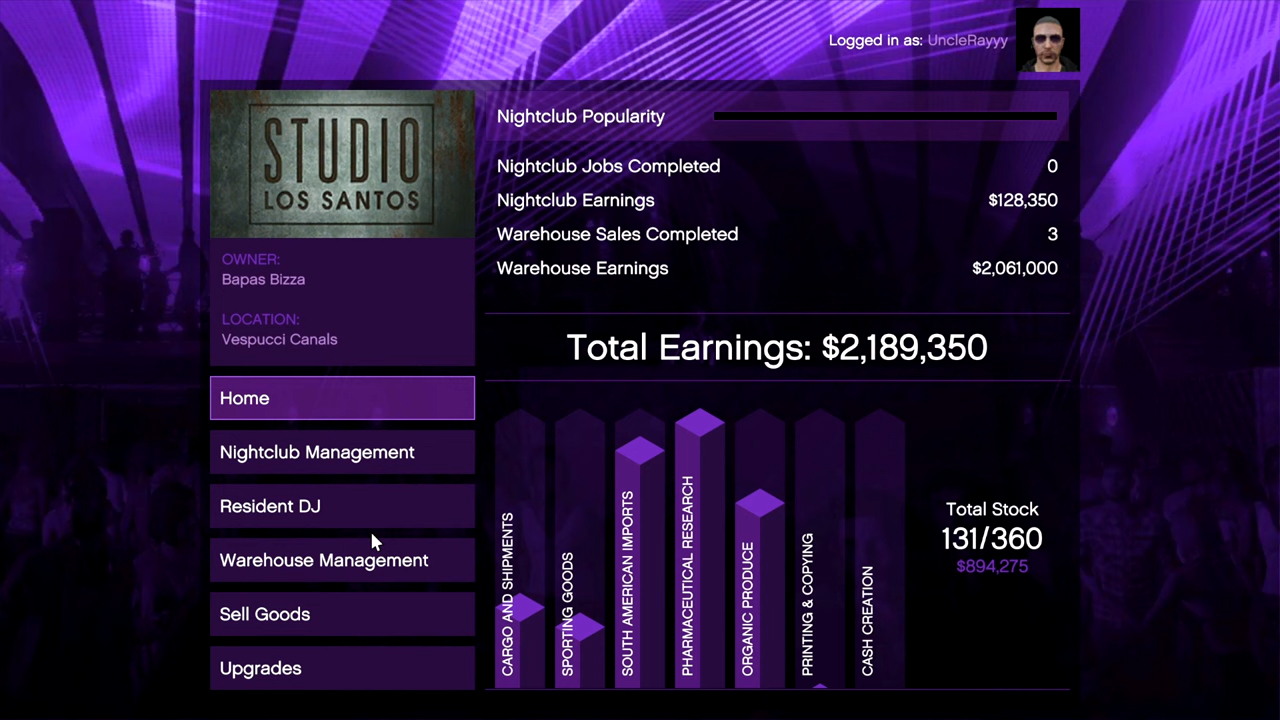 Logged in as: UncleRayyy
STUDIO
LOS SANTOS
OWNER:
Bapas Bizza
LOCATION:
Vespucci Canals
Home
Nightclub Management
Resident DJ
Warehouse Management
Sell Goods
Upgrades
Nightclub Popularity
Nightclub Jobs Completed 0
Nightclub Earnings $128,350
Warehouse Sales Completed 3
Warehouse Earnings $2,061,000
Total Earnings: $2,189,350
CARGO AND SHIPMENTS
SPORTING GOODS
SOUTH AMERICAN IMPORTS
PHARMACEUTICAL RESEARCH
ORGANIC PRODUCE
PRINTING & COPYING
CASH CREATION
Total Stock
131/360
$894,275